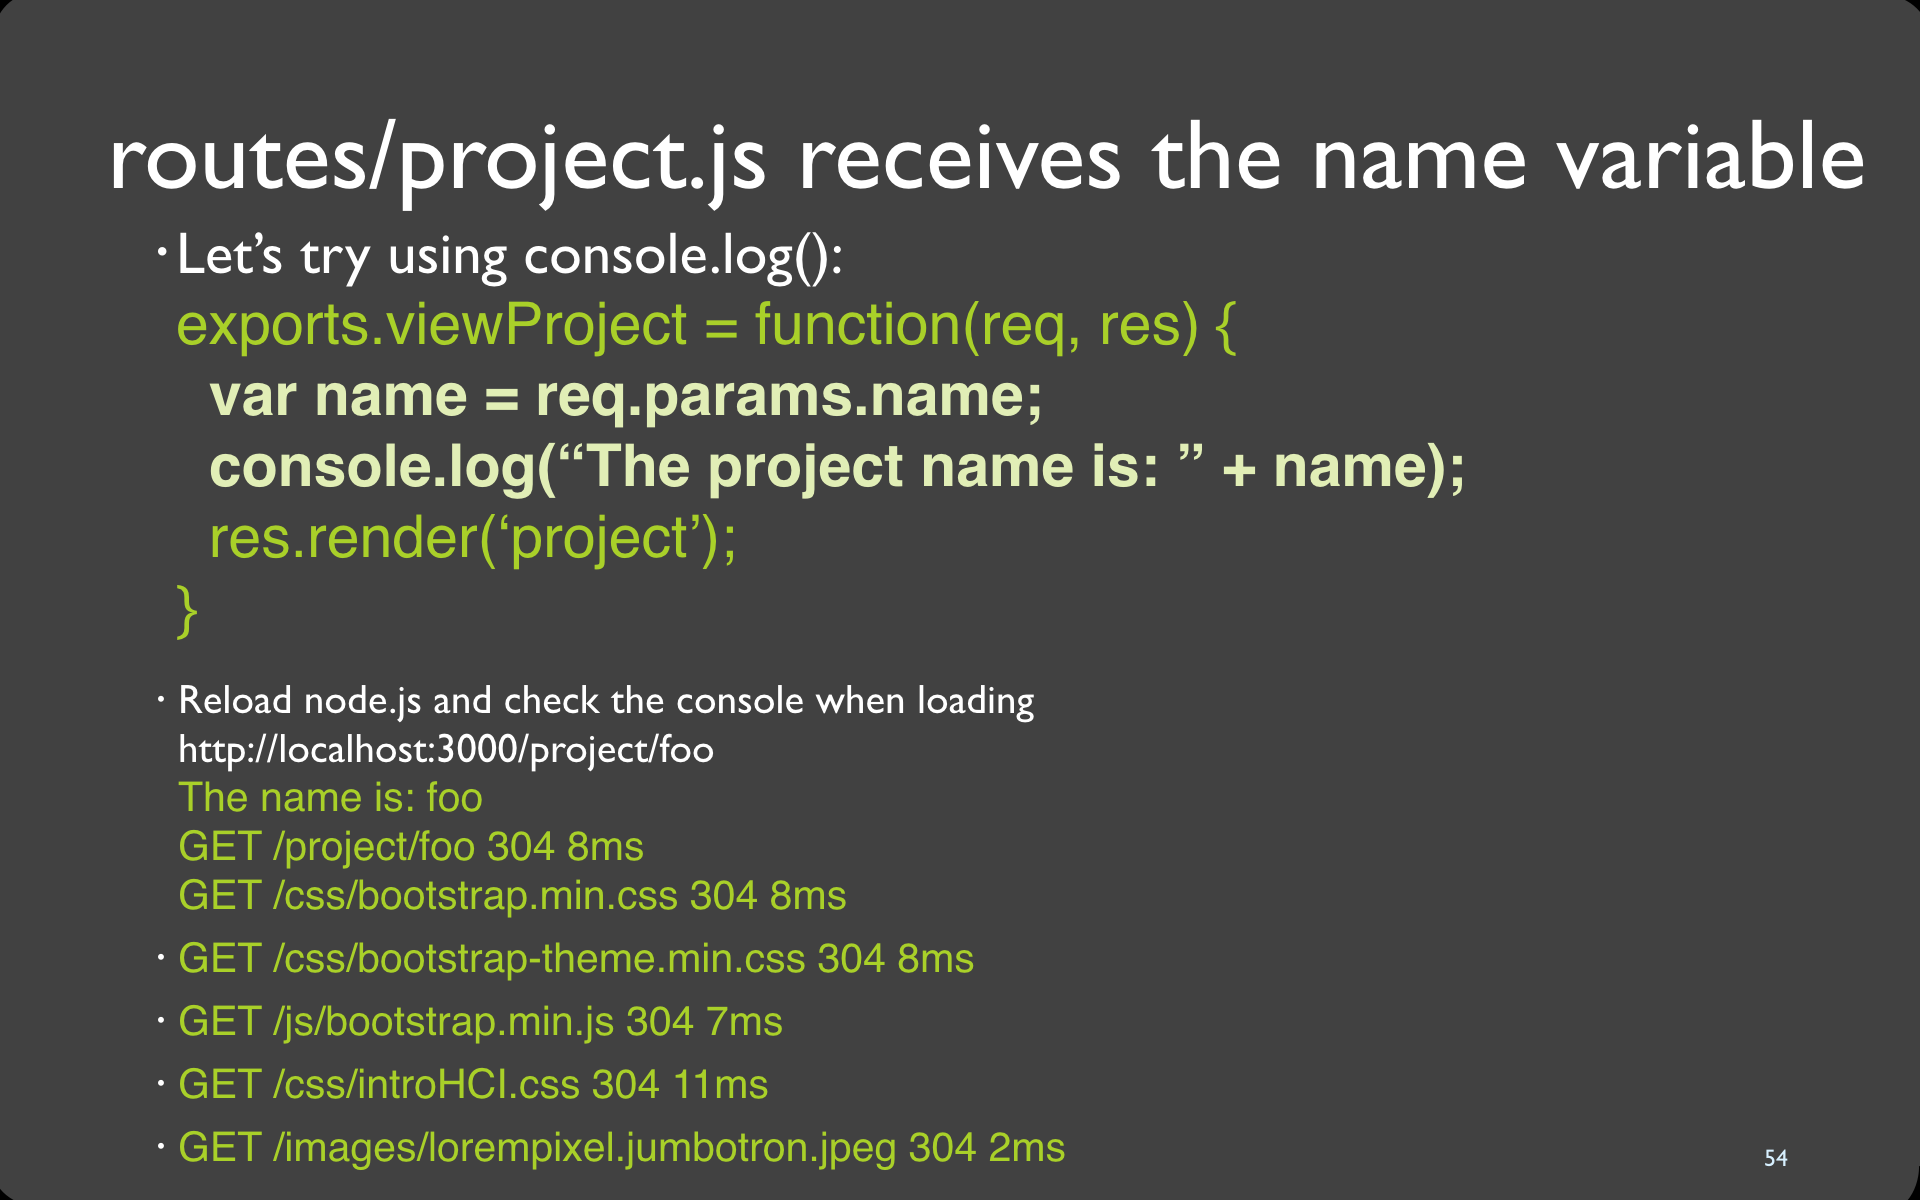 routes/project.js receives the name variable
· Let’s try using console.log():
exports.viewProject = function(req, res) {
var name = req.params.name;
console.log(“The project name is: ” + name);
res.render(‘project’);
}
· Reload node.js and check the console when loading
http://localhost:3000/project/foo
The name is: foo
GET /project/foo 304 8ms
GET /css/bootstrap.min.css 304 8ms
· GET /css/bootstrap-theme.min.css 304 8ms
· GET /js/bootstrap.min.js 304 7ms
· GET /css/introHCI.css 304 11ms
· GET /images/lorempixel.jumbotron.jpeg 304 2ms
54